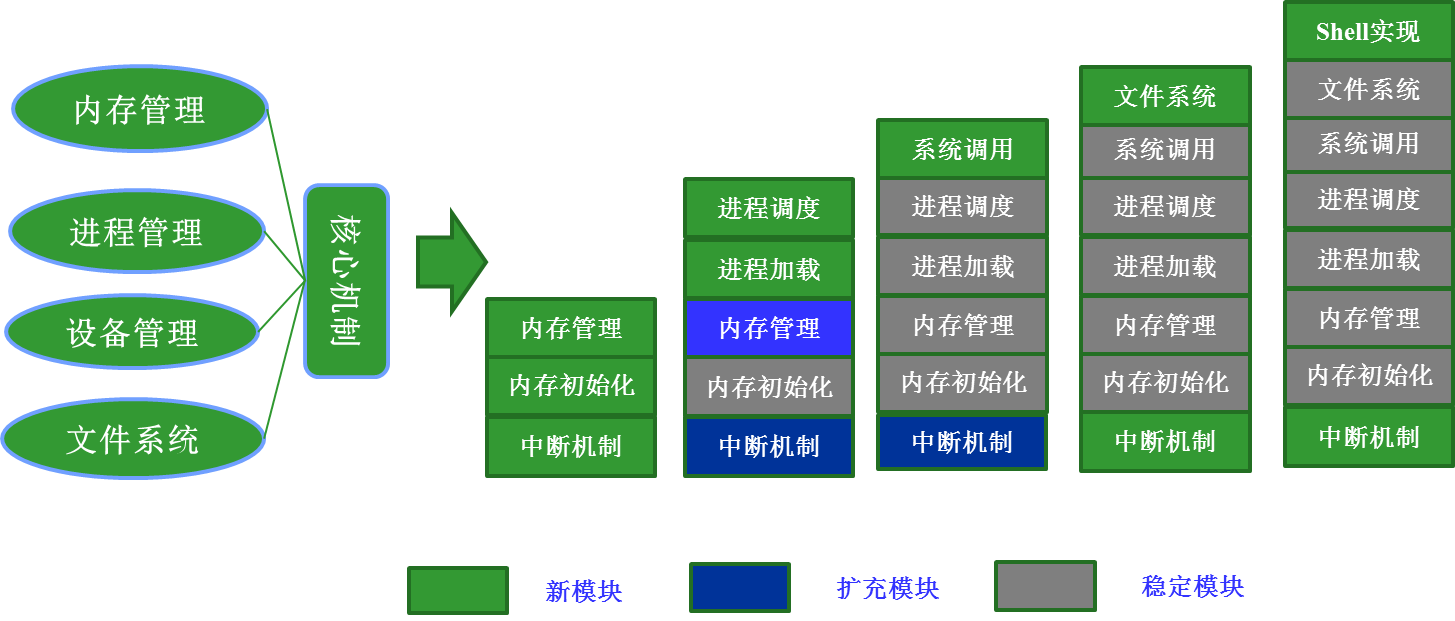 内存管理
进程管理
设备管理
文件系统
核心机制
内存管理
内存初始化
中断机制
进程调度
进程加载
内存管理
内存初始化
中断机制
系统调用
进程调度
进程加载
内存管理
内存初始化
中断机制
文件系统
系统调用
进程调度
进程加载
内存管理
内存初始化
中断机制
Shell实现
文件系统
系统调用
进程调度
进程加载
内存管理
内存初始化
中断机制
新模块
扩充模块
稳定模块